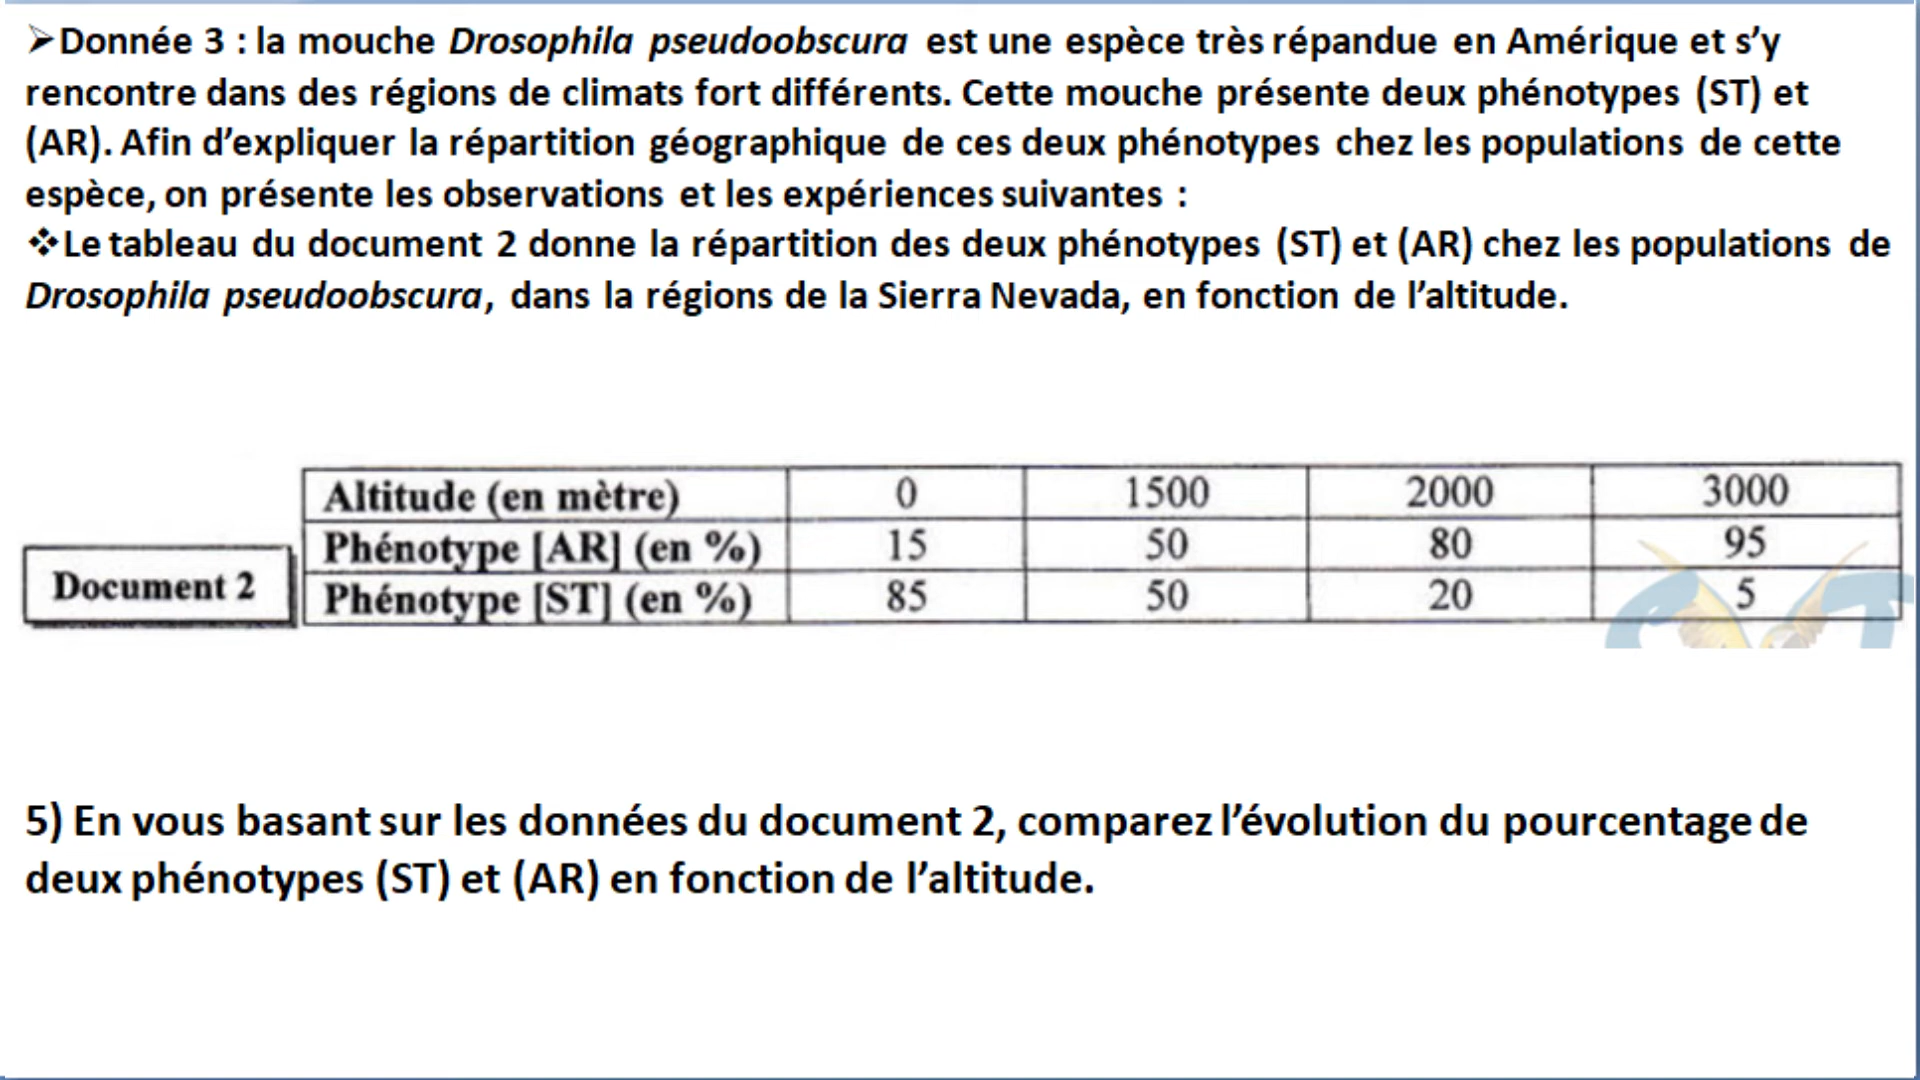 ➢Donnée 3 : la mouche Drosophila pseudoobscura est une espèce très répandue en Amérique et s’y
rencontre dans des régions de climats fort différents. Cette mouche présente deux phénotypes (ST) et
(AR). Afin d’expliquer la répartition géographique de ces deux phénotypes chez les populations de cette
espèce, on présente les observations et les expériences suivantes :
❖Le tableau du document 2 donne la répartition des deux phénotypes (ST) et (AR) chez les populations de
Drosophila pseudoobscura, dans la régions de la Sierra Nevada, en fonction de l’altitude.
Altitude (en mètre) 0 1500 2000 3000
Phénotype [AR] (en %) 15 50 80 95
Document 2
Phénotype [ST] (en %) 85 50 20 5
5) En vous basant sur les données du document 2, comparez l’évolution du pourcentage de
deux phénotypes (ST) et (AR) en fonction de l’altitude.